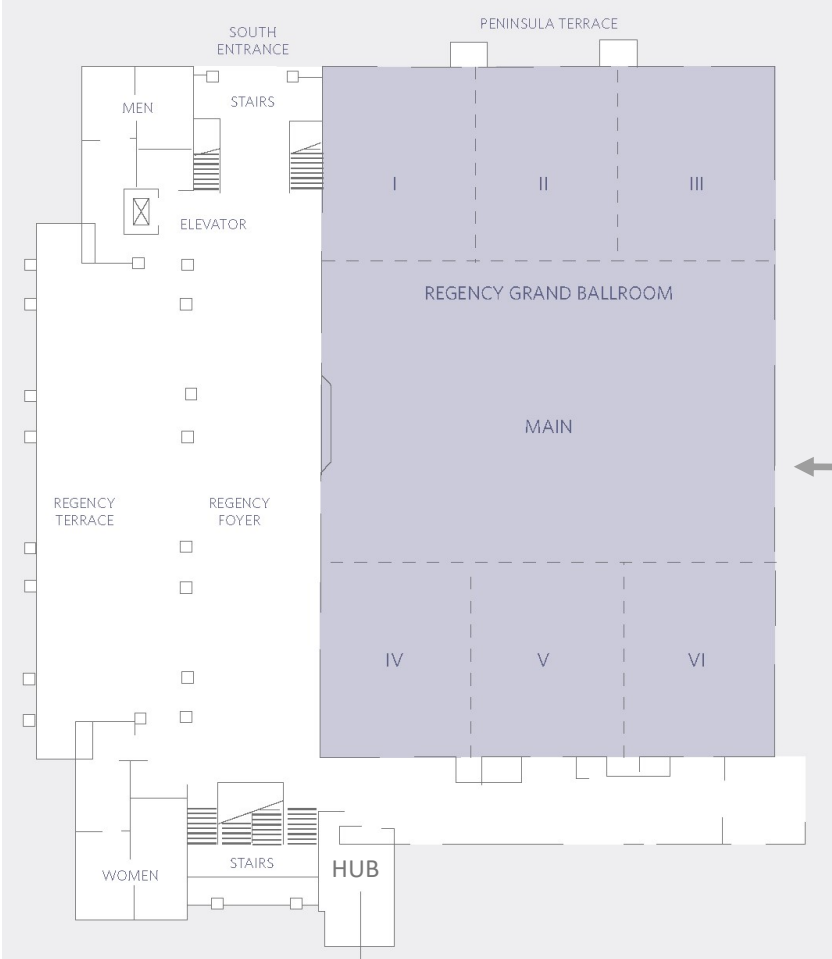 PENINSULA TERRACE
SOUTH
ENTRANCE
MEN
STAIRS
I
II
III
ELEVATOR
REGENCY GRAND BALLROOM
MAIN
REGENCY
TERRACE
REGENCY
FOYER
IV
V
VI
STAIRS
HUB
WOMEN